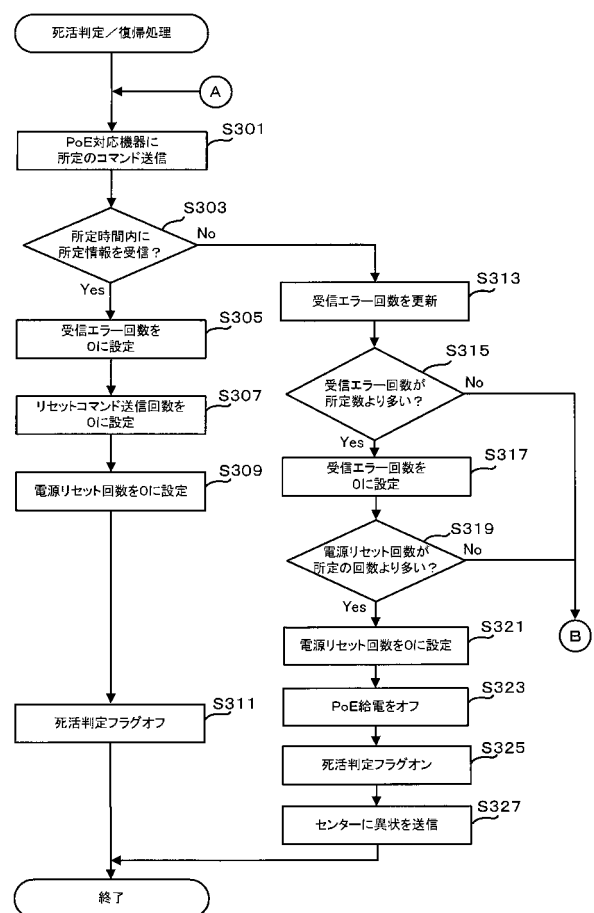 死活判定／復帰処理
A
S301
PoE対応機器に
所定のコマンド送信
S303
所定時間内に
所定情報を受信？
No
Yes
S305
受信エラー回数を
0に設定
S307
リセットコマンド送信回数を
0に設定
S309
電源リセット回数を0に設定
S311
死活判定フラグオフ
S313
受信エラー回数を更新
S315
受信エラー回数が
所定数より多い？
No
Yes
S317
受信エラー回数を
0に設定
S319
電源リセット回数が
所定の回数より多い？
No
Yes
B
S321
電源リセット回数を0に設定
S323
PoE給電をオフ
S325
死活判定フラグオン
S327
センターに異状を送信
終了